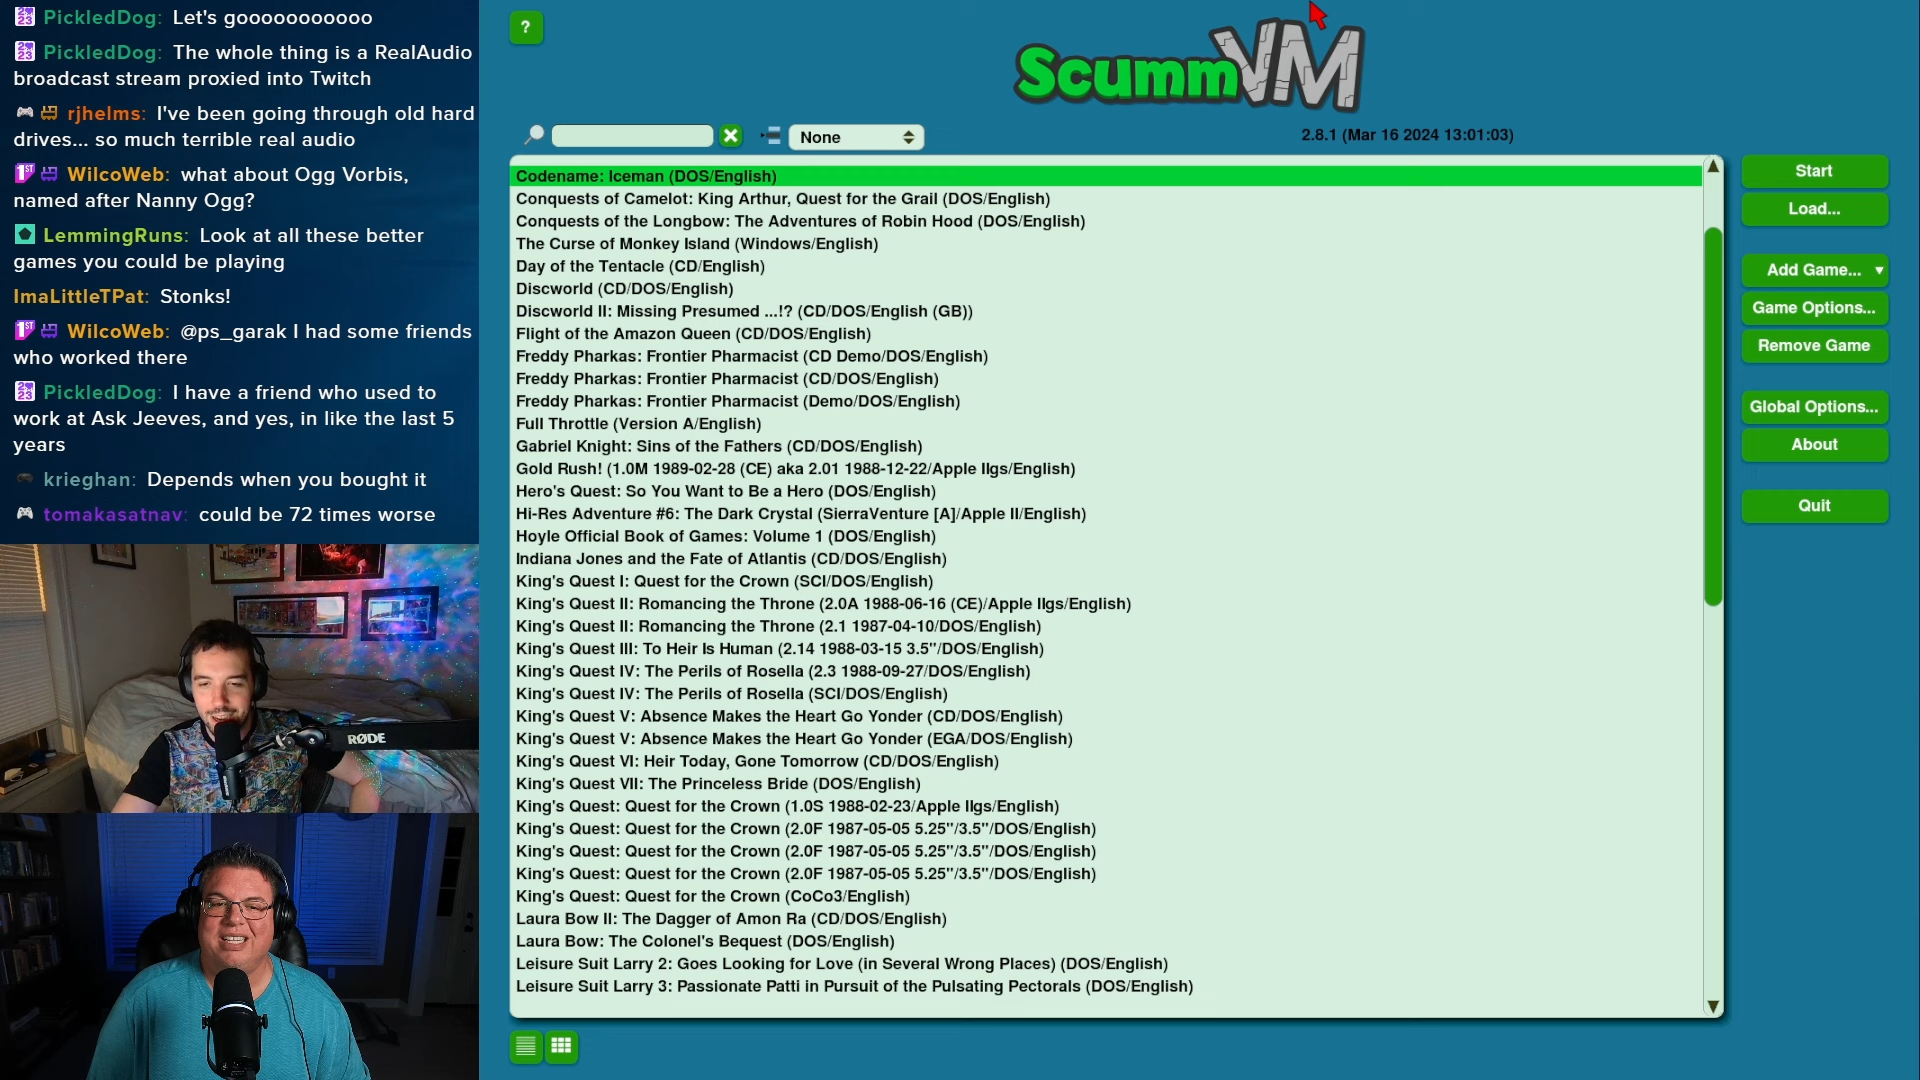 PickledDog: Let's gooooooooooo
PickledDog: The whole thing is a RealAudio
broadcast stream proxied into Twitch
rjhelms: I've been going through old hard
drives... so much terrible real audio
WilcoWeb: what about Ogg Vorbis,
named after Nanny Ogg?
LemmingRuns: Look at all these better
games you could be playing
ImaLittleTPat: Stonks!
WilcoWeb: @ps_garak I had some friends
who worked there
PickledDog: I have a friend who used to
work at Ask Jeeves, and yes, in like the last 5
years
krieghan: Depends when you bought it
tomakasatnav: could be 72 times worse
RØDE
?
ScummVM
None
2.8.1 (Mar 16 2024 13:01:03)
Codename: Iceman (DOS/English)
Conquests of Camelot: King Arthur, Quest for the Grail (DOS/English)
Conquests of the Longbow: The Adventures of Robin Hood (DOS/English)
The Curse of Monkey Island (Windows/English)
Day of the Tentacle (CD/English)
Discworld (CD/DOS/English)
Discworld II: Missing Presumed ...!? (CD/DOS/English (GB))
Flight of the Amazon Queen (CD/DOS/English)
Freddy Pharkas: Frontier Pharmacist (CD Demo/DOS/English)
Freddy Pharkas: Frontier Pharmacist (CD/DOS/English)
Freddy Pharkas: Frontier Pharmacist (Demo/DOS/English)
Full Throttle (Version A/English)
Gabriel Knight: Sins of the Fathers (CD/DOS/English)
Gold Rush! (1.0M 1989-02-28 (CE) aka 2.01 1988-12-22/Apple IIgs/English)
Hero's Quest: So You Want to Be a Hero (DOS/English)
Hi-Res Adventure #6: The Dark Crystal (SierraVenture [A]/Apple II/English)
Hoyle Official Book of Games: Volume 1 (DOS/English)
Indiana Jones and the Fate of Atlantis (CD/DOS/English)
King's Quest I: Quest for the Crown (SCI/DOS/English)
King's Quest II: Romancing the Throne (2.0A 1988-06-16 (CE)/Apple IIgs/English)
King's Quest II: Romancing the Throne (2.1 1987-04-10/DOS/English)
King's Quest III: To Heir Is Human (2.14 1988-03-15 3.5"/DOS/English)
King's Quest IV: The Perils of Rosella (2.3 1988-09-27/DOS/English)
King's Quest IV: The Perils of Rosella (SCI/DOS/English)
King's Quest V: Absence Makes the Heart Go Yonder (CD/DOS/English)
King's Quest V: Absence Makes the Heart Go Yonder (EGA/DOS/English)
King's Quest VI: Heir Today, Gone Tomorrow (CD/DOS/English)
King's Quest VII: The Princeless Bride (DOS/English)
King's Quest: Quest for the Crown (1.0S 1988-02-23/Apple IIgs/English)
King's Quest: Quest for the Crown (2.0F 1987-05-05 5.25"/3.5"/DOS/English)
King's Quest: Quest for the Crown (2.0F 1987-05-05 5.25"/3.5"/DOS/English)
King's Quest: Quest for the Crown (2.0F 1987-05-05 5.25"/3.5"/DOS/English)
King's Quest: Quest for the Crown (CoCo3/English)
Laura Bow II: The Dagger of Amon Ra (CD/DOS/English)
Laura Bow: The Colonel's Bequest (DOS/English)
Leisure Suit Larry 2: Goes Looking for Love (in Several Wrong Places) (DOS/English)
Leisure Suit Larry 3: Passionate Patti in Pursuit of the Pulsating Pectorals (DOS/English)
Start
Load...
Add Game...
Game Options...
Remove Game
Global Options...
About
Quit